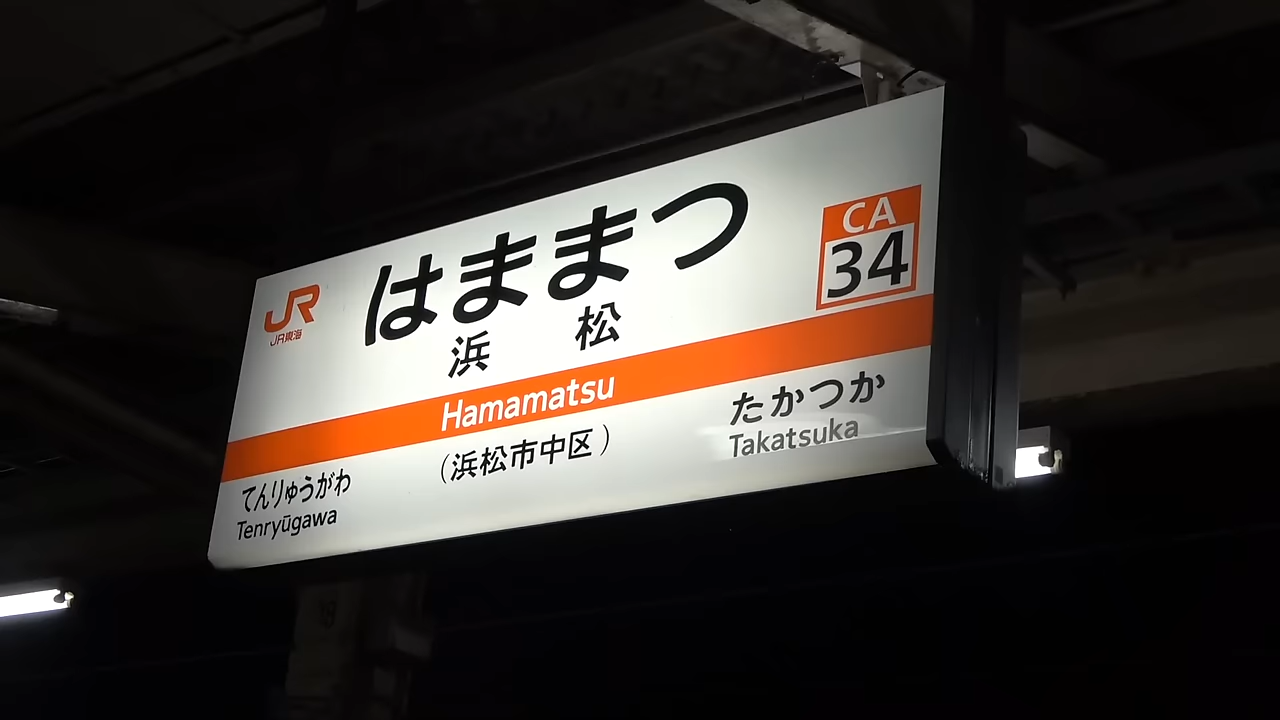 JR
JR東海
はままつ
浜松
CA
34
Hamamatsu
(浜松市中区)
てんりゅうがわ
Tenryūgawa
たかつか
Takatsuka